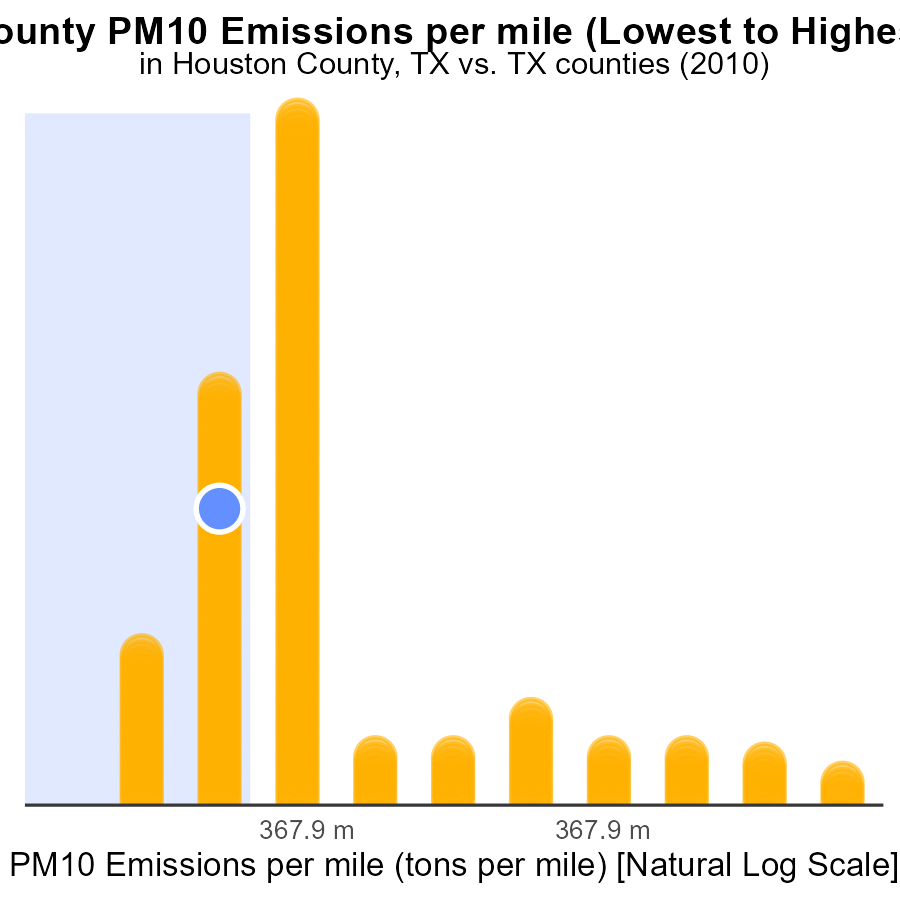 ounty PM10 Emissions per mile (Lowest to Highes
in Houston County, TX vs. TX counties (2010)
367.9 m 367.9 m
PM10 Emissions per mile (tons per mile) [Natural Log Scale]